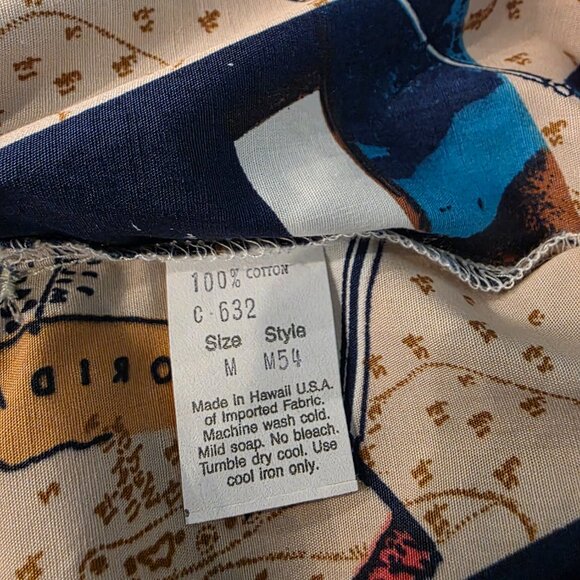 100% COTTON
C-632
Size Style
M M54
Made in Hawaii U.S.A.
of Imported Fabric.
Machine wash cold.
Mild soap. No bleach.
Tumble dry cool. Use
cool iron only.
ORID